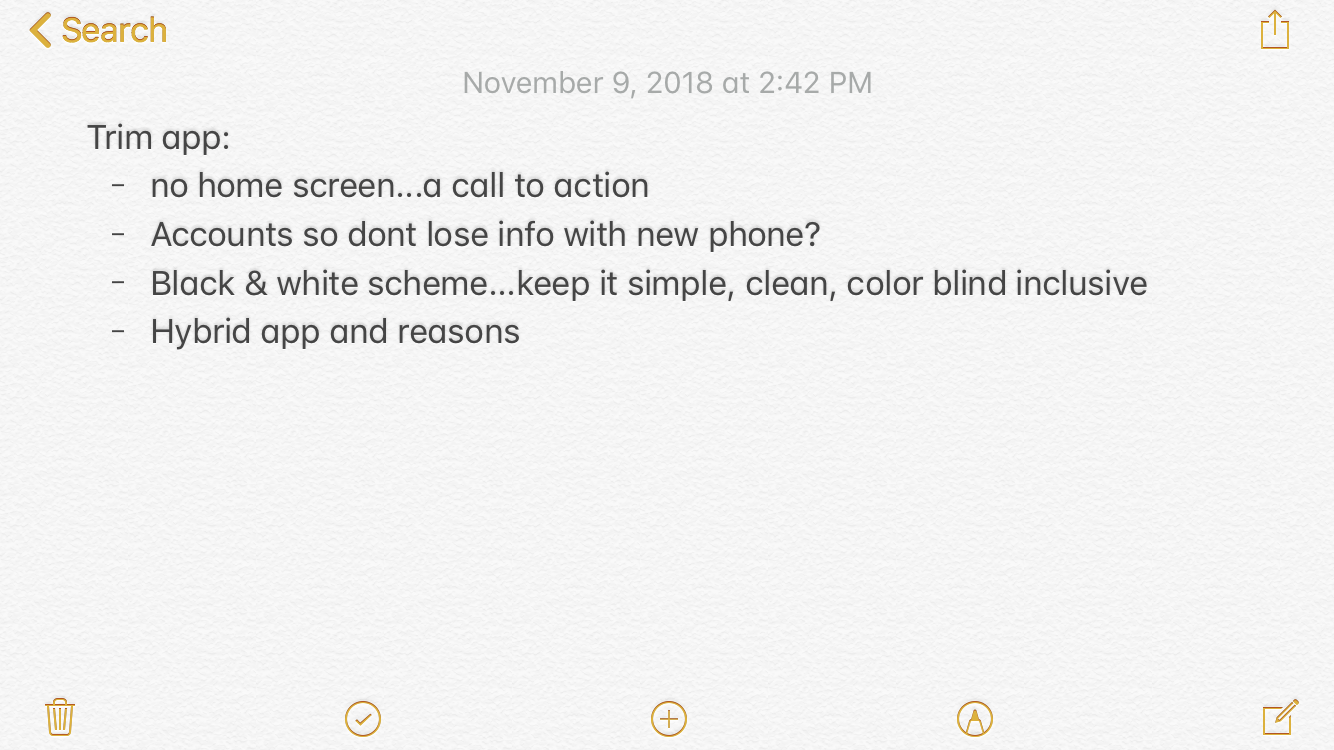 Search
November 9, 2018 at 2:42 PM
Trim app:
- no home screen...a call to action
- Accounts so dont lose info with new phone?
- Black & white scheme...keep it simple, clean, color blind inclusive
- Hybrid app and reasons